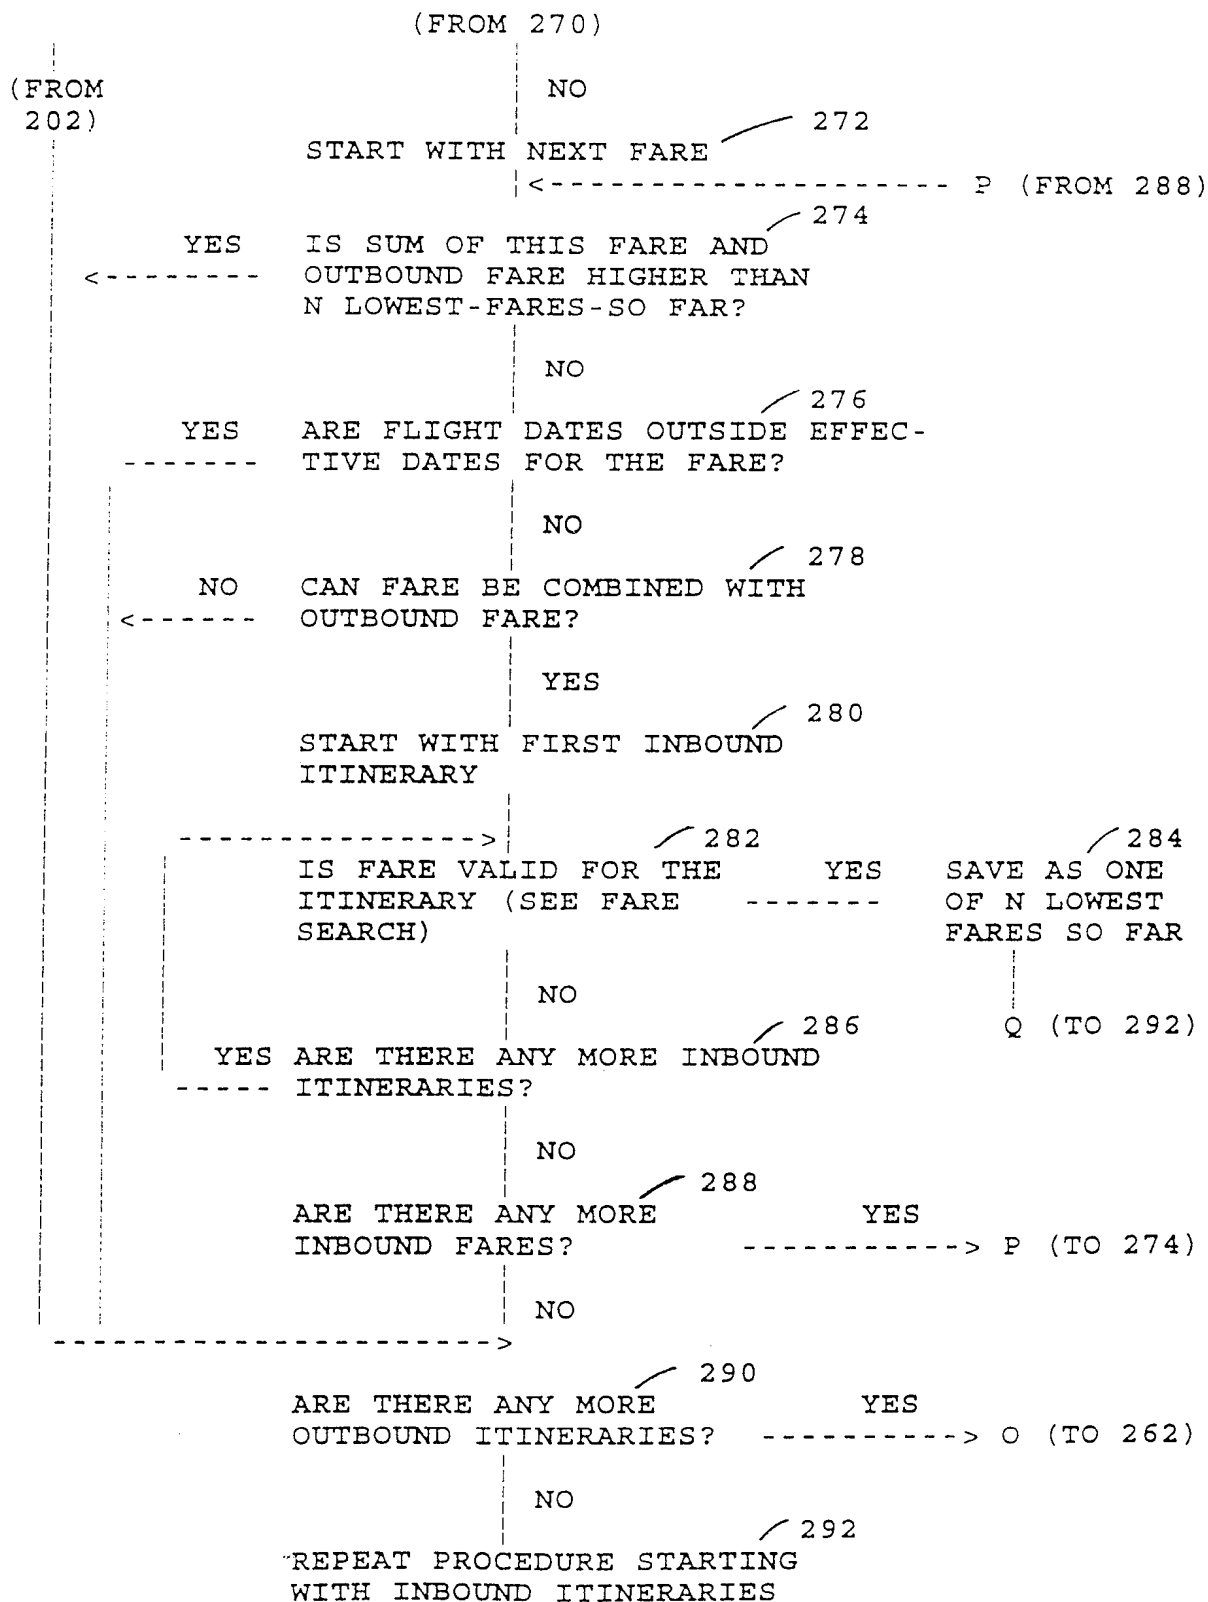 (FROM 270)
(FROM
202)
NO
272
START WITH NEXT FARE
P (FROM 288)
274
YES IS SUM OF THIS FARE AND
OUTBOUND FARE HIGHER THAN
N LOWEST-FARES-SO FAR?
NO
276
YES ARE FLIGHT DATES OUTSIDE EFFEC-
TIVE DATES FOR THE FARE?
NO
278
NO CAN FARE BE COMBINED WITH
OUTBOUND FARE?
YES
280
START WITH FIRST INBOUND
ITINERARY
282 284
IS FARE VALID FOR THE YES SAVE AS ONE
ITINERARY (SEE FARE OF N LOWEST
SEARCH) FARES SO FAR
NO
286 Q (TO 292)
YES ARE THERE ANY MORE INBOUND
ITINERARIES?
NO
288
ARE THERE ANY MORE YES
INBOUND FARES? P (TO 274)
NO
290
ARE THERE ANY MORE YES
OUTBOUND ITINERARIES? O (TO 262)
NO
292
REPEAT PROCEDURE STARTING
WITH INBOUND ITINERARIES